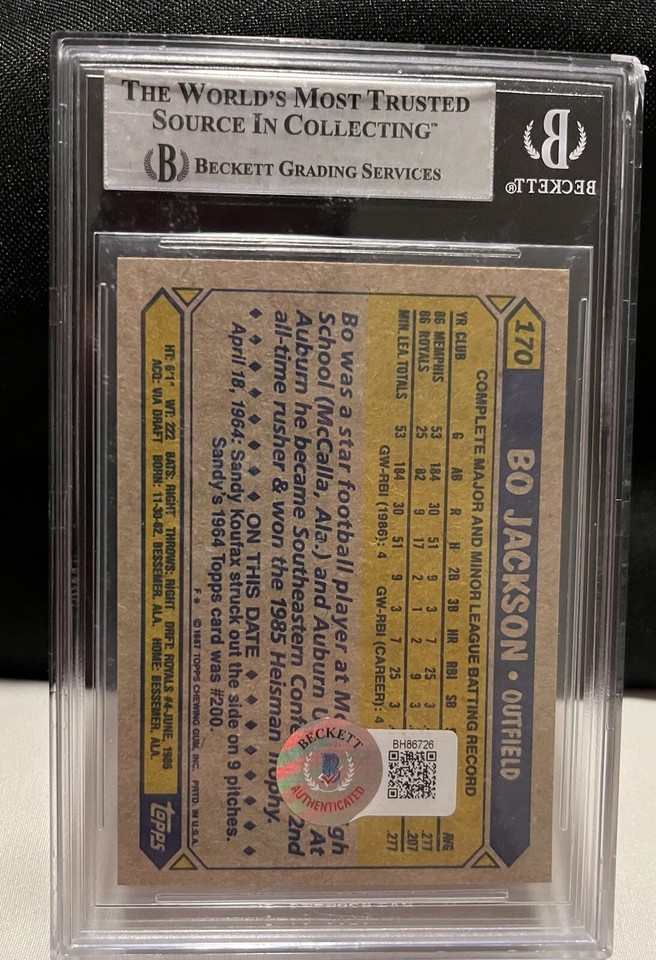 THE WORLD'S MOST TRUSTED
SOURCE IN COLLECTING™
B BECKETT GRADING SERVICES
B
BECKETT®
170
BO JACKSON • OUTFIELD
COMPLETE MAJOR AND MINOR LEAGUE BATTING RECORD
YR CLUB G AB R H 2B 3B HR RBI SB AVG
86 MEMPHIS 53 184 30 51 9 3 7 25 3 .277
86 ROYALS 25 82 9 17 2 1 2 9 3 .207
MIN. LEA. TOTALS 53 184 30 51 9 3 7 25 3 .277
GW-RBI (1986): 4 GW-RBI (CAREER): 4
Bo was a star football player at
School (McCalla, Ala.) and Auburn At
Auburn he became Southeastern 2nd
all-time rusher & won the 1985 Heisman
ON THIS DATE
April 18, 1964: Sandy Koufax struck out the side on 9 pitches.
Sandy's 1964 Topps card was #200.
F * ©1987 TOPPS CHEWING GUM, INC. PRTD. IN U.S.A.
HT: 6'1" WT: 222 BATS: RIGHT THROWS: RIGHT DRFT: ROYALS #4-JUNE, 1986
ACQ: VIA DRAFT BORN: 11-30-62, BESSEMER, ALA. HOME: BESSEMER, ALA.
TOPPS
BECKETT
AUTHENTICATED
BH86726